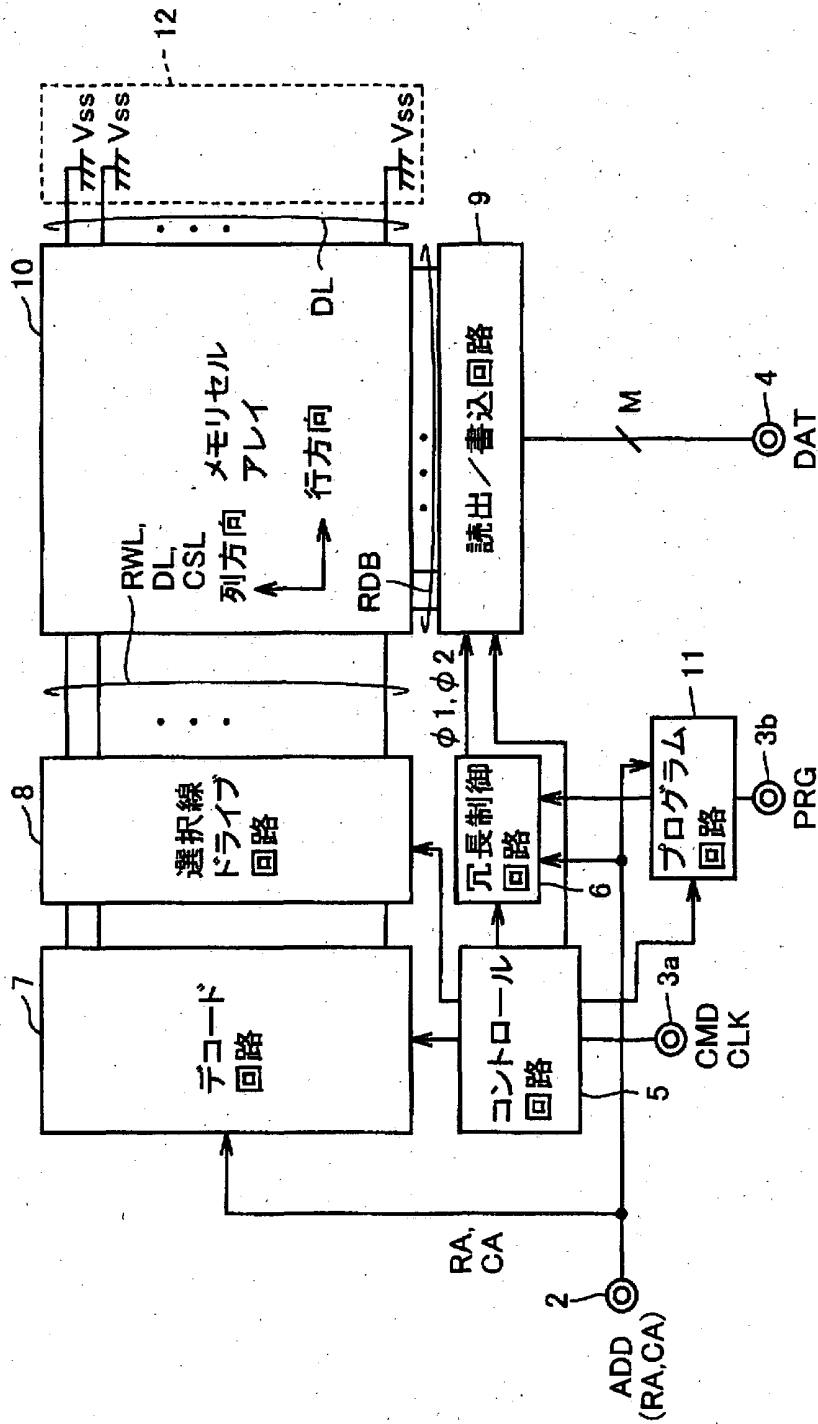 7
デコード
回路
8
選択線
ドライブ
回路
RWL,
DL,
CSL
10
メモリセル
アレイ
列方向
行方向
DL
12
Vss
Vss
Vss
RA,
CA
コントロール
回路
5
冗長制御
回路
6
φ1,φ2
RDB
読出／書込回路
9
2
ADD
(RA,CA)
3a
CMD
CLK
プログラム
回路
11
3b
PRG
M
4
DAT